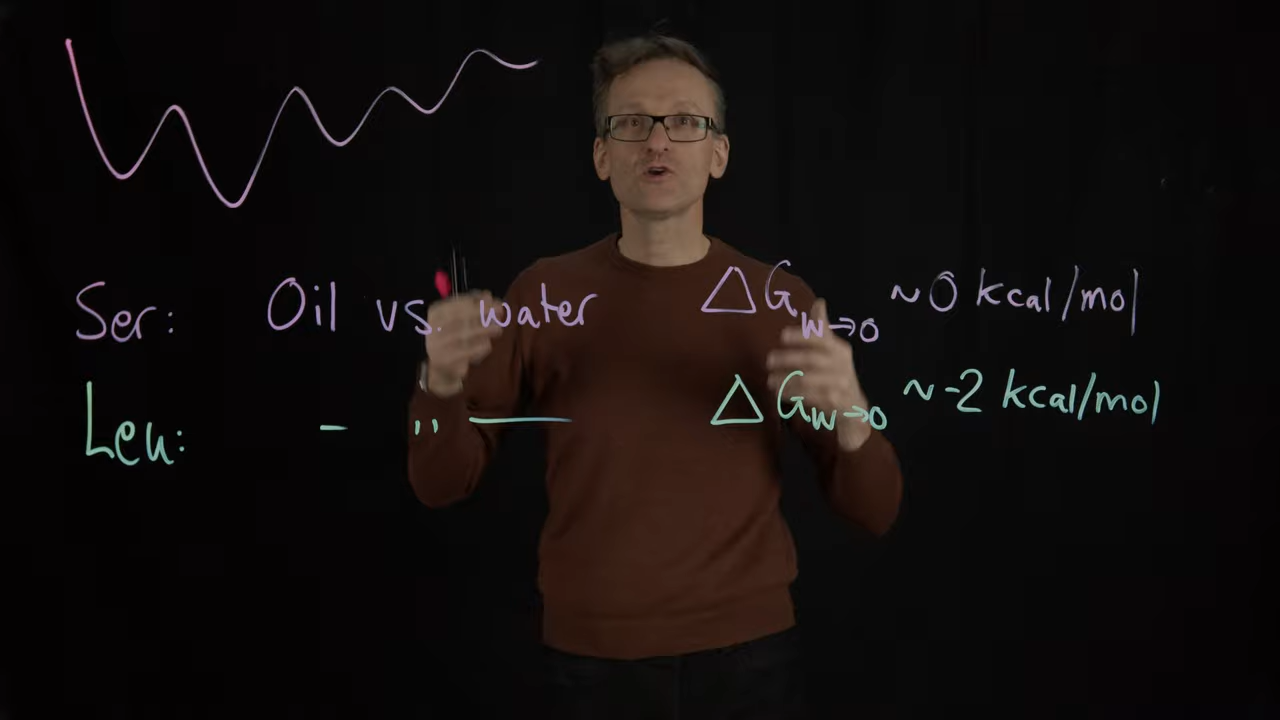 Ser: Oil vs. water ΔG w→o ~0 kcal/mol
Leu: - " — ΔG w→o ~-2 kcal/mol